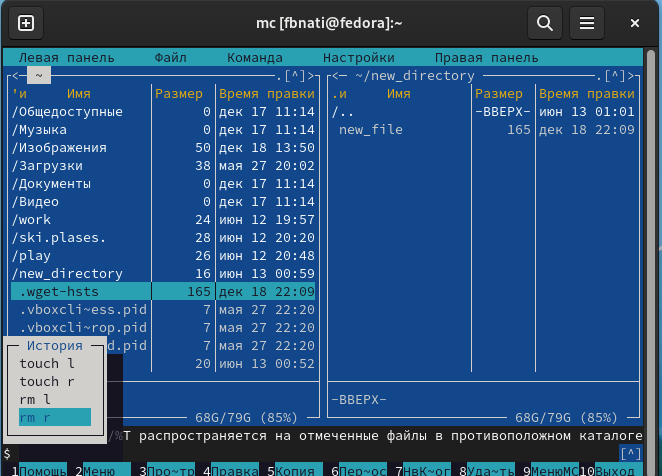 mc [fbnati@fedora]:~
Левая панель Файл Команда Настройки Правая панель
<─ ~ .[^]> <─ ~/new_directory .[^]>
'и Имя Размер Время правки .и Имя Размер Время правки
/Общедоступные 0 дек 17 11:14 /.. -ВВЕРХ- июн 13 01:01
/Музыка 0 дек 17 11:14 new_file 165 дек 18 22:09
/Изображения 50 дек 18 13:50
/Загрузки 38 мая 27 20:02
/Документы 0 дек 17 11:14
/Видео 0 дек 17 11:14
/work 24 июн 12 19:57
/ski.plases. 28 июн 12 20:20
/play 26 июн 12 20:48
/new_directory 16 июн 13 00:59
.wget-hsts 165 дек 18 22:09
.vboxcli~ess.pid 7 мая 27 22:20
.vboxcli~rop.pid 7 мая 27 22:20
d.pid 7 мая 27 22:20
20 июн 13 00:52
История
touch l
touch r
rm l
rm r
-ВВЕРХ-
68G/79G (85%) 68G/79G (85%)
/%T распространяется на отмеченные файлы в противоположном каталоге
$ [^]
1Помощь 2Меню 3Про~тр 4Правка 5Копия 6Пер~ос 7НвК~ог 8Уда~ть 9МенюMC 10Выход